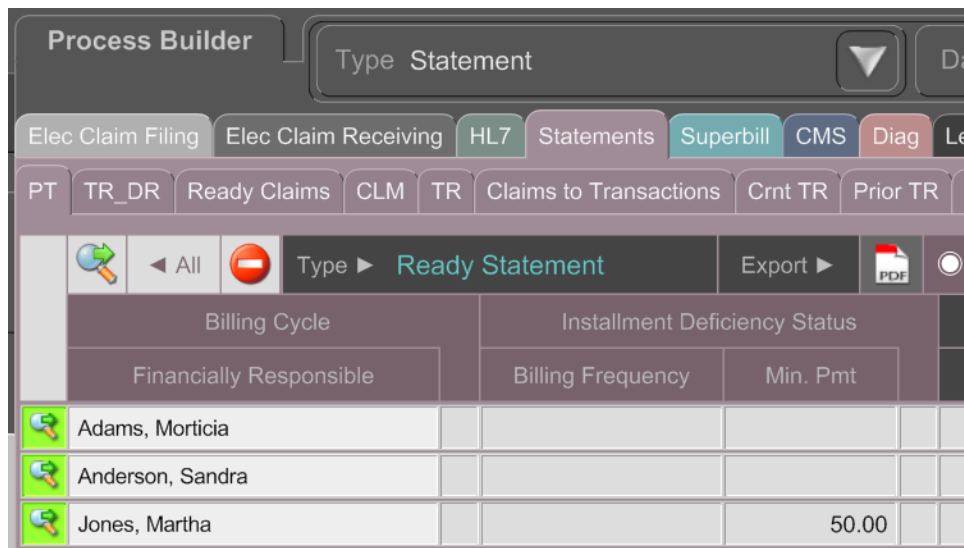 Process Builder
Type Statement
Elec Claim Filing Elec Claim Receiving HL7 Statements Superbill CMS Diag
PT TR_DR Ready Claims CLM TR Claims to Transactions Crnt TR Prior TR
◄ All Type ► Ready Statement Export ► PDF
Billing Cycle Installment Deficiency Status
Financially Responsible Billing Frequency Min. Pmt
Adams, Morticia
Anderson, Sandra
Jones, Martha 50.00